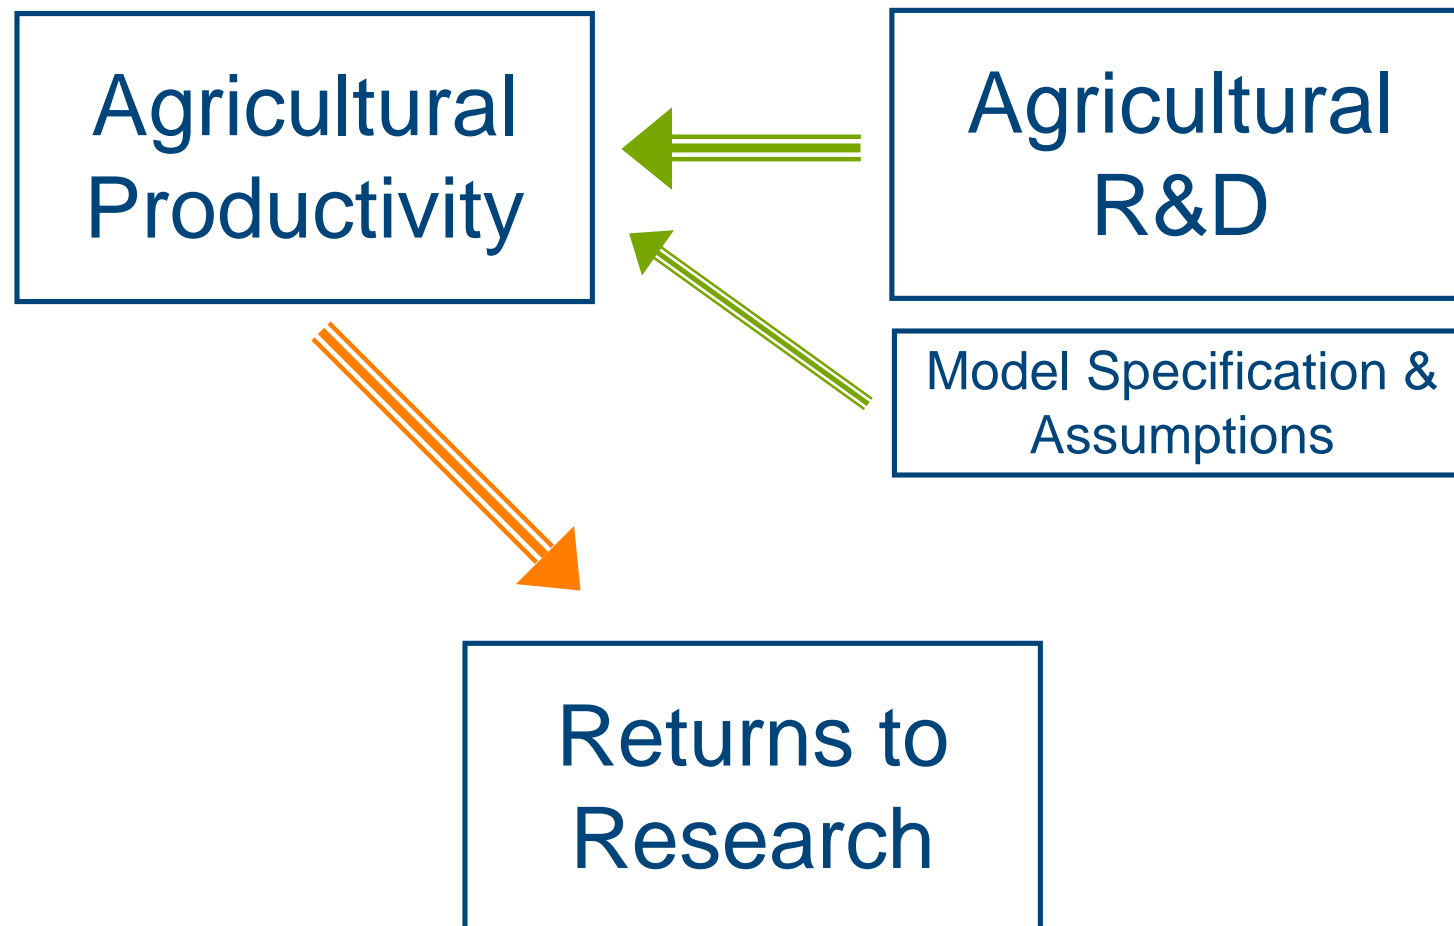 Agricultural
Productivity
Agricultural
R&D
Model Specification &
Assumptions
Returns to
Research